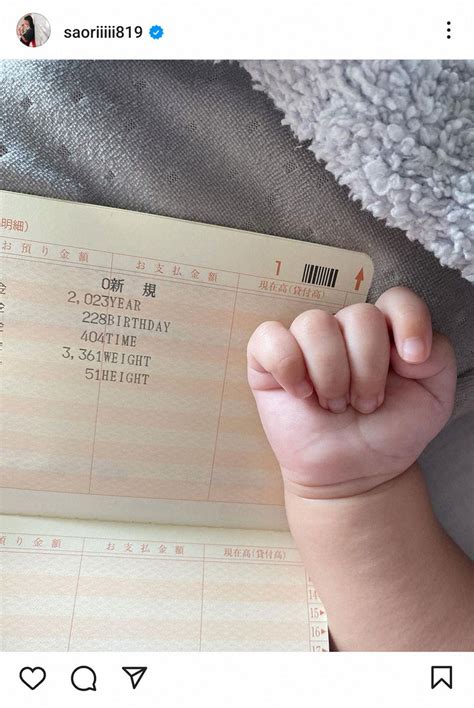 saoriiiii819
明細）
お預り金額 お支払金額 1 現在高（貸付高）
0新 規
2,023YEAR
228BIRTHDAY
404TIME
3,361WEIGHT
51HEIGHT
預り金額 お支払金額 現在高（貸付高）
14
15
16
17